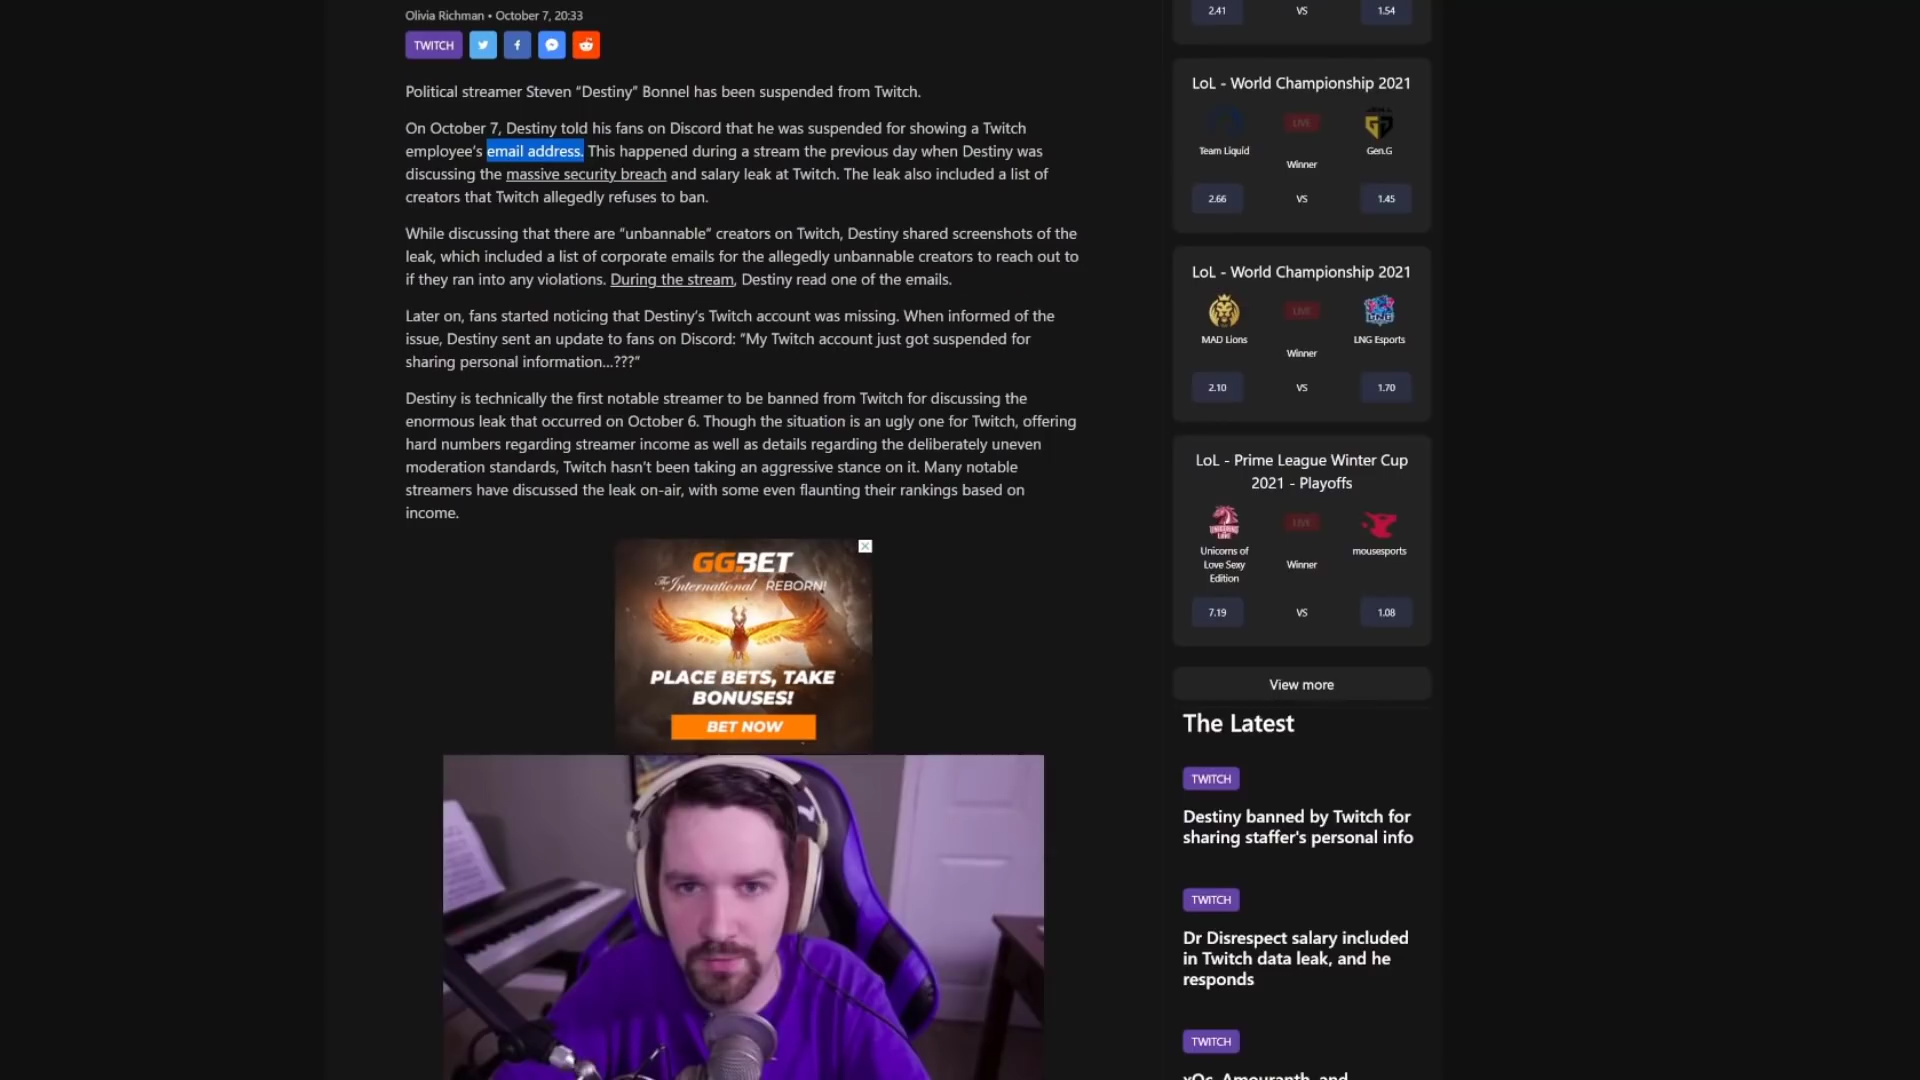 Olivia Richman • October 7, 20:33
TWITCH
Political streamer Steven “Destiny” Bonnel has been suspended from Twitch.
On October 7, Destiny told his fans on Discord that he was suspended for showing a Twitch
employee’s email address. This happened during a stream the previous day when Destiny was
discussing the massive security breach and salary leak at Twitch. The leak also included a list of
creators that Twitch allegedly refuses to ban.
While discussing that there are “unbannable” creators on Twitch, Destiny shared screenshots of the
leak, which included a list of corporate emails for the allegedly unbannable creators to reach out to
if they ran into any violations. During the stream, Destiny read one of the emails.
Later on, fans started noticing that Destiny’s Twitch account was missing. When informed of the
issue, Destiny sent an update to fans on Discord: “My Twitch account just got suspended for
sharing personal information...???”
Destiny is technically the first notable streamer to be banned from Twitch for discussing the
enormous leak that occurred on October 6. Though the situation is an ugly one for Twitch, offering
hard numbers regarding streamer income as well as details regarding the deliberately uneven
moderation standards, Twitch hasn’t been taking an aggressive stance on it. Many notable
streamers have discussed the leak on-air, with some even flaunting their rankings based on
income.
GG.BET
The International REBORN!
PLACE BETS, TAKE
BONUSES!
BET NOW
2.41 VS 1.54
LoL - World Championship 2021
LIVE
Team Liquid Gen.G
Winner
2.66 VS 1.45
LoL - World Championship 2021
LIVE
LNG
MAD Lions LNG Esports
Winner
2.10 VS 1.70
LoL - Prime League Winter Cup
2021 - Playoffs
LIVE
UNICORNS
LOVE
Unicorns of mousesports
Love Sexy Winner
Edition
7.19 VS 1.08
View more
The Latest
TWITCH
Destiny banned by Twitch for
sharing staffer's personal info
TWITCH
Dr Disrespect salary included
in Twitch data leak, and he
responds
TWITCH
xQc, Amouranth, and